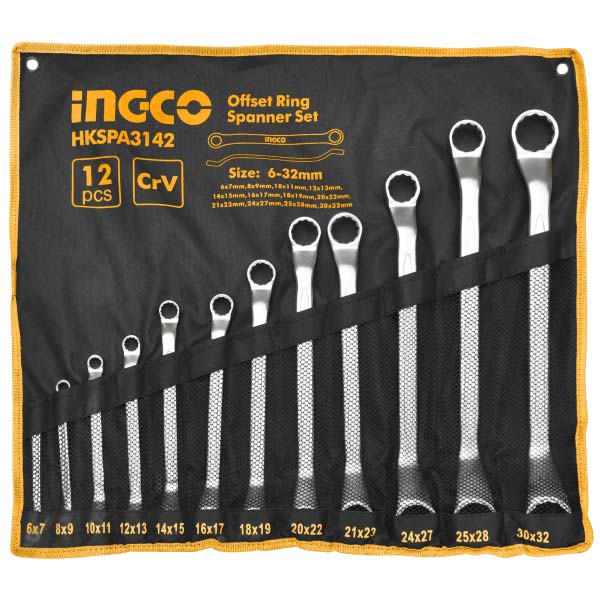 INGCO
HKSPA3142
12 pcs
CrV
Offset Ring
Spanner Set
INGCO
Size: 6-32mm
6x7mm,8x9mm,10x11mm,12x13mm,
14x15mm,16x17mm,18x19mm,20x22mm,
21x23mm,24x27mm,25x28mm,30x32mm
6x7 8x9 10x11 12x13 14x15 16x17 18x19 20x22 21x23 24x27 25x28 30x32